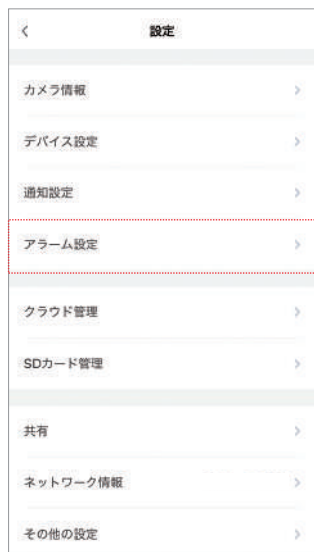 設定
カメラ情報
デバイス設定
通知設定
アラーム設定
クラウド管理
SDカード管理
共有
ネットワーク情報
その他の設定